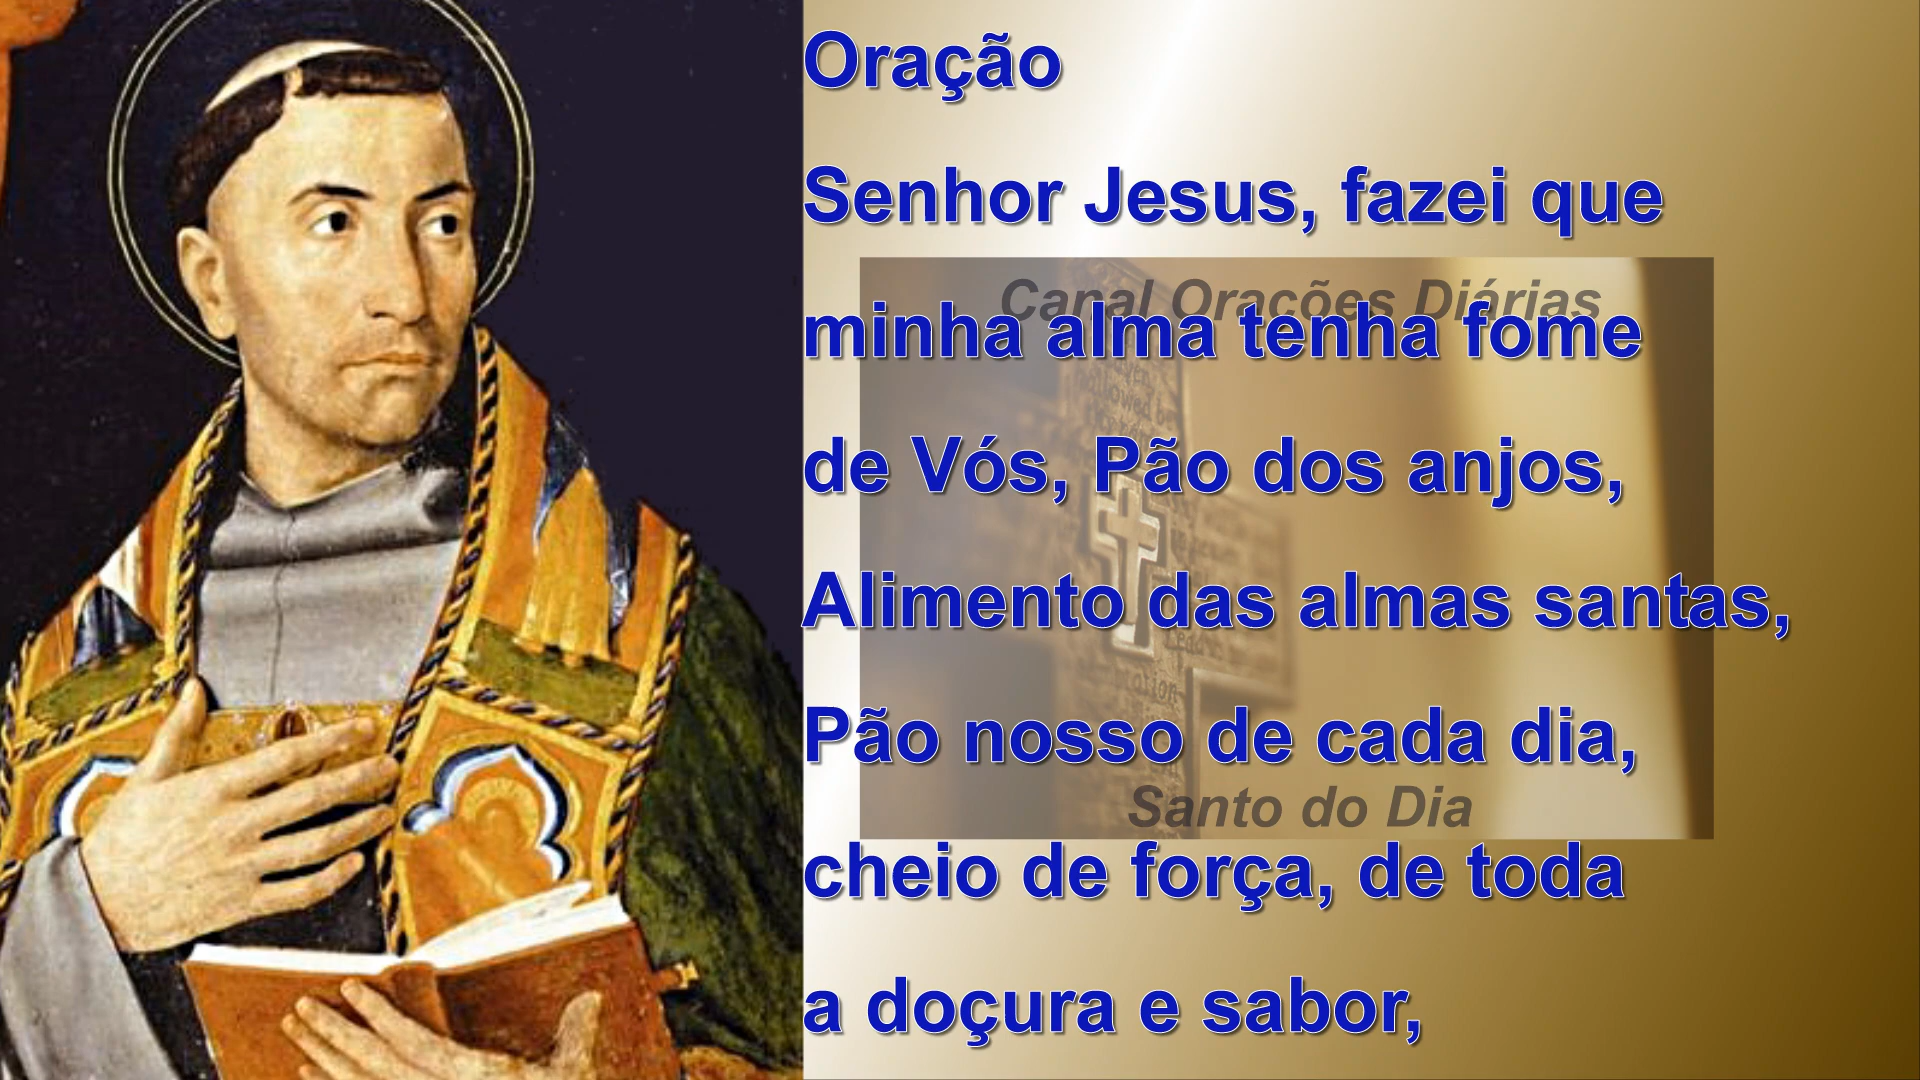 Oração
Senhor Jesus, fazei que
Canal Orações Diárias
minha alma tenha fome
de Vós, Pão dos anjos,
Alimento das almas santas,
Pão nosso de cada dia,
Santo do Dia
cheio de força, de toda
a doçura e sabor,